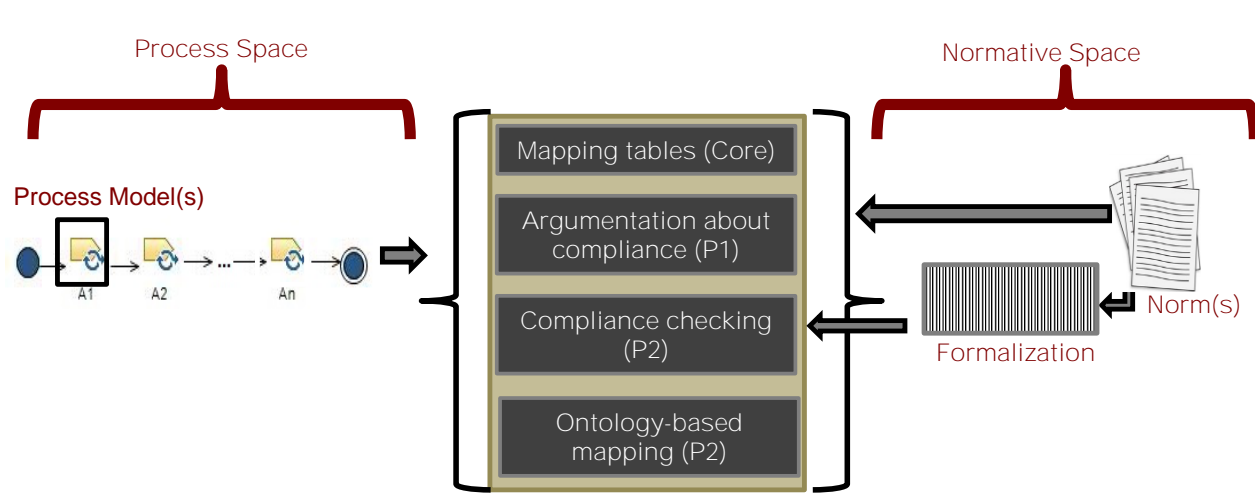 Process Space
Normative Space
Process Model(s)
A1
A2
...
An
Mapping tables (Core)
Argumentation about
compliance (P1)
Compliance checking
(P2)
Ontology-based
mapping (P2)
Norm(s)
Formalization